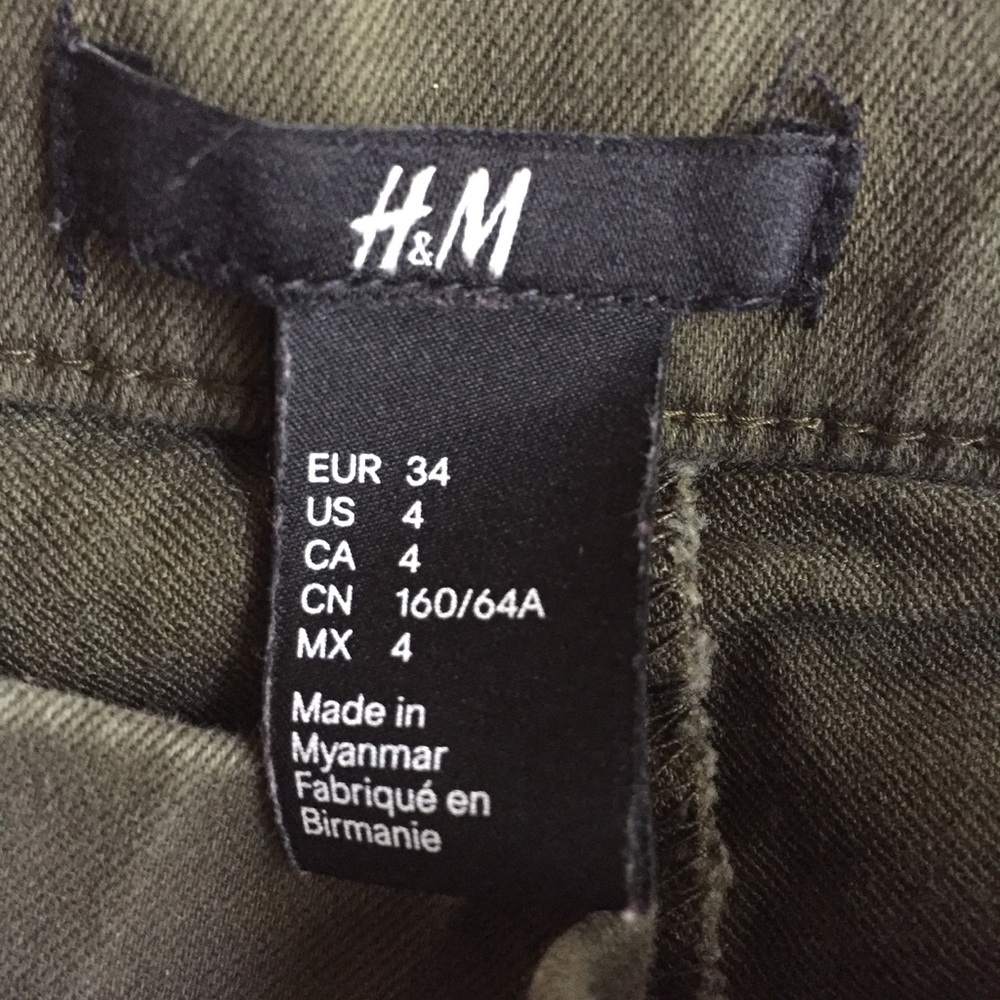 H&M
EUR 34
US 4
CA 4
CN 160/64A
MX 4
Made in
Myanmar
Fabriqué en
Birmanie